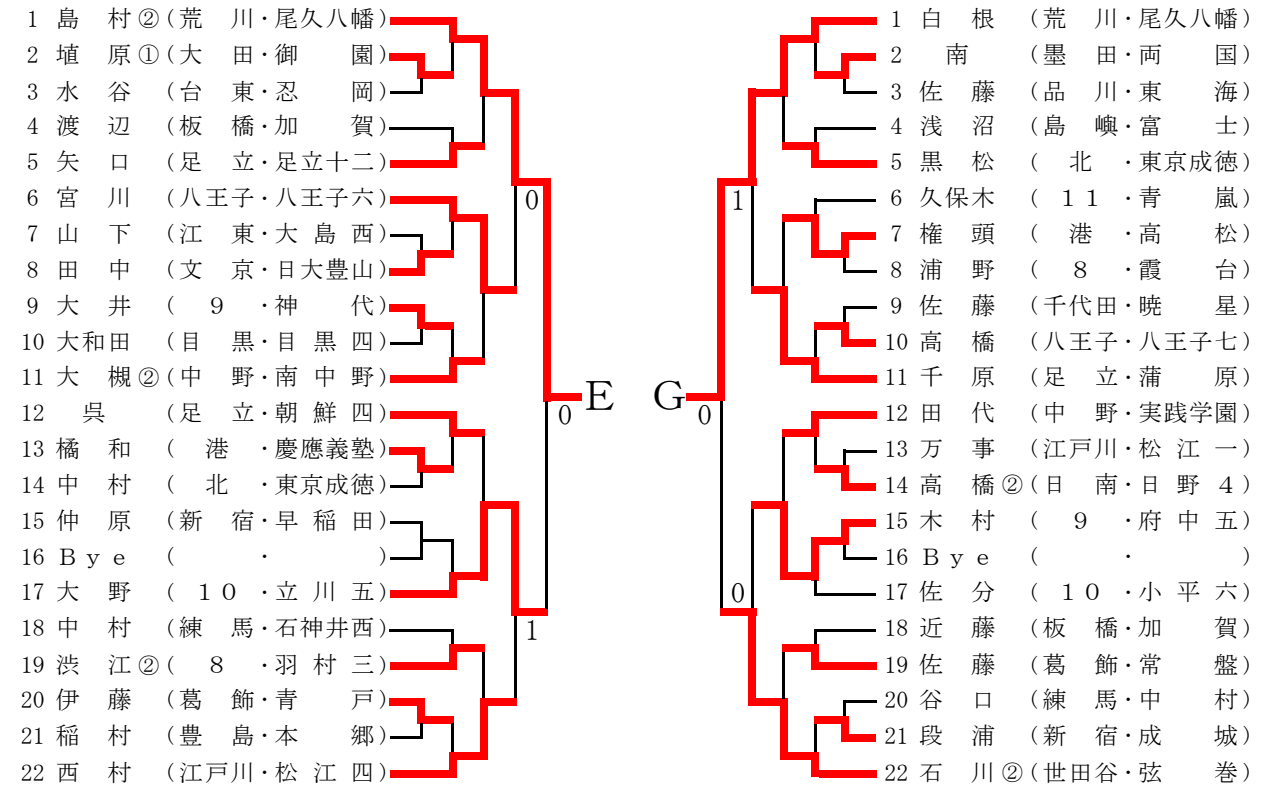 1 島 村②(荒 川・尾久八幡)
2 埴 原①(大 田・御 園)
3 水 谷 (台 東・忍 岡)
4 渡 辺 (板 橋・加 賀)
5 矢 口 (足 立・足立十二)
6 宮 川 (八王子・八王子六)
7 山 下 (江 東・大 島 西)
8 田 中 (文 京・日大豊山)
9 大 井 ( 9 ・神 代)
10 大和田 (目 黒・目 黒 四)
11 大 槻②(中 野・南 中 野)
12 呉 (足 立・朝 鮮 四)
13 橘 和 ( 港 ・慶應義塾)
14 中 村 ( 北 ・東京成徳)
15 仲 原 (新 宿・早 稲 田)
16 Bye ( ・ )
17 大 野 ( 10 ・立 川 五)
18 中 村 (練 馬・石神井西)
19 渋 江②( 8 ・羽 村 三)
20 伊 藤 (葛 飾・青 戸)
21 稲 村 (豊 島・本 郷)
22 西 村 (江戸川・松 江 四)
0
E
0
1
1
G
0
0
1 白 根 (荒 川・尾久八幡)
2 南 (墨 田・両 国)
3 佐 藤 (品 川・東 海)
4 浅 沼 (島 嶼・富 士)
5 黒 松 ( 北 ・東京成徳)
6 久保木 ( 11 ・青 嵐)
7 権 頭 ( 港 ・高 松)
8 浦 野 ( 8 ・霞 台)
9 佐 藤 (千代田・暁 星)
10 高 橋 (八王子・八王子七)
11 千 原 (足 立・蒲 原)
12 田 代 (中 野・実践学園)
13 万 事 (江戸川・松 江 一)
14 高 橋②(日 南・日 野 4)
15 木 村 ( 9 ・府 中 五)
16 Bye ( ・ )
17 佐 分 ( 10 ・小 平 六)
18 近 藤 (板 橋・加 賀)
19 佐 藤 (葛 飾・常 盤)
20 谷 口 (練 馬・中 村)
21 段 浦 (新 宿・成 城)
22 石 川②(世田谷・弦 巻)